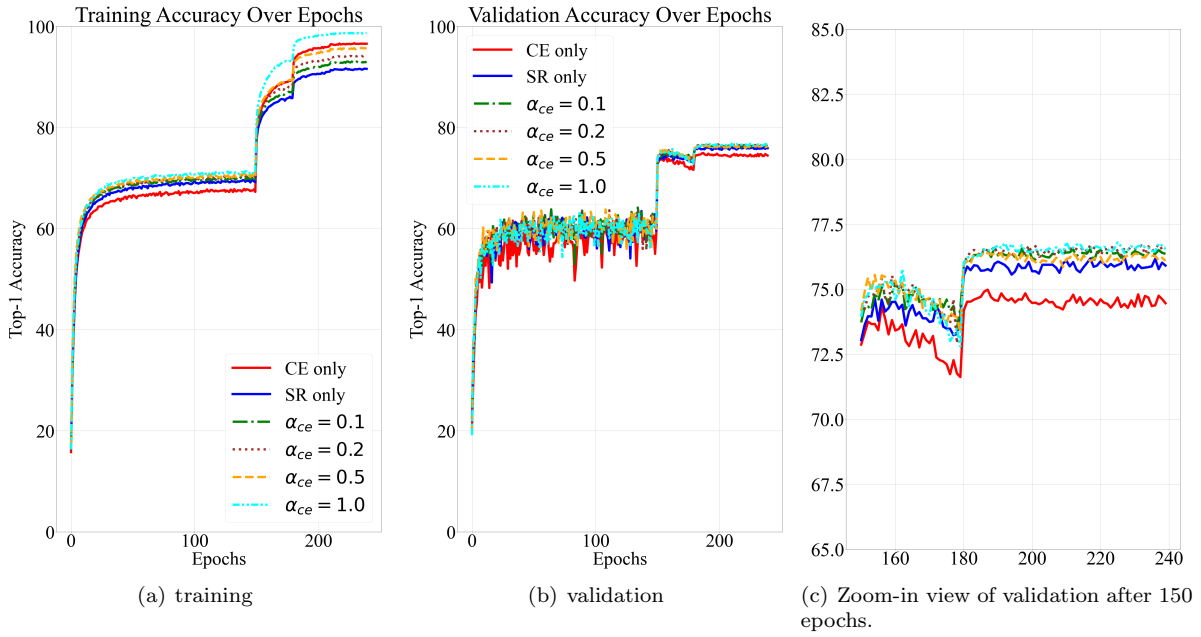 Training Accuracy Over Epochs
100
80
60
40
20
0
Top-1 Accuracy
0 100 200
Epochs
CE only
SR only
α_ce = 0.1
α_ce = 0.2
α_ce = 0.5
α_ce = 1.0
(a) training
Validation Accuracy Over Epochs
100
80
60
40
20
0
Top-1 Accuracy
0 100 200
Epochs
CE only
SR only
α_ce = 0.1
α_ce = 0.2
α_ce = 0.5
α_ce = 1.0
(b) validation
85.0
82.5
80.0
77.5
75.0
72.5
70.0
67.5
65.0
160 180 200 220 240
(c) Zoom-in view of validation after 150
epochs.